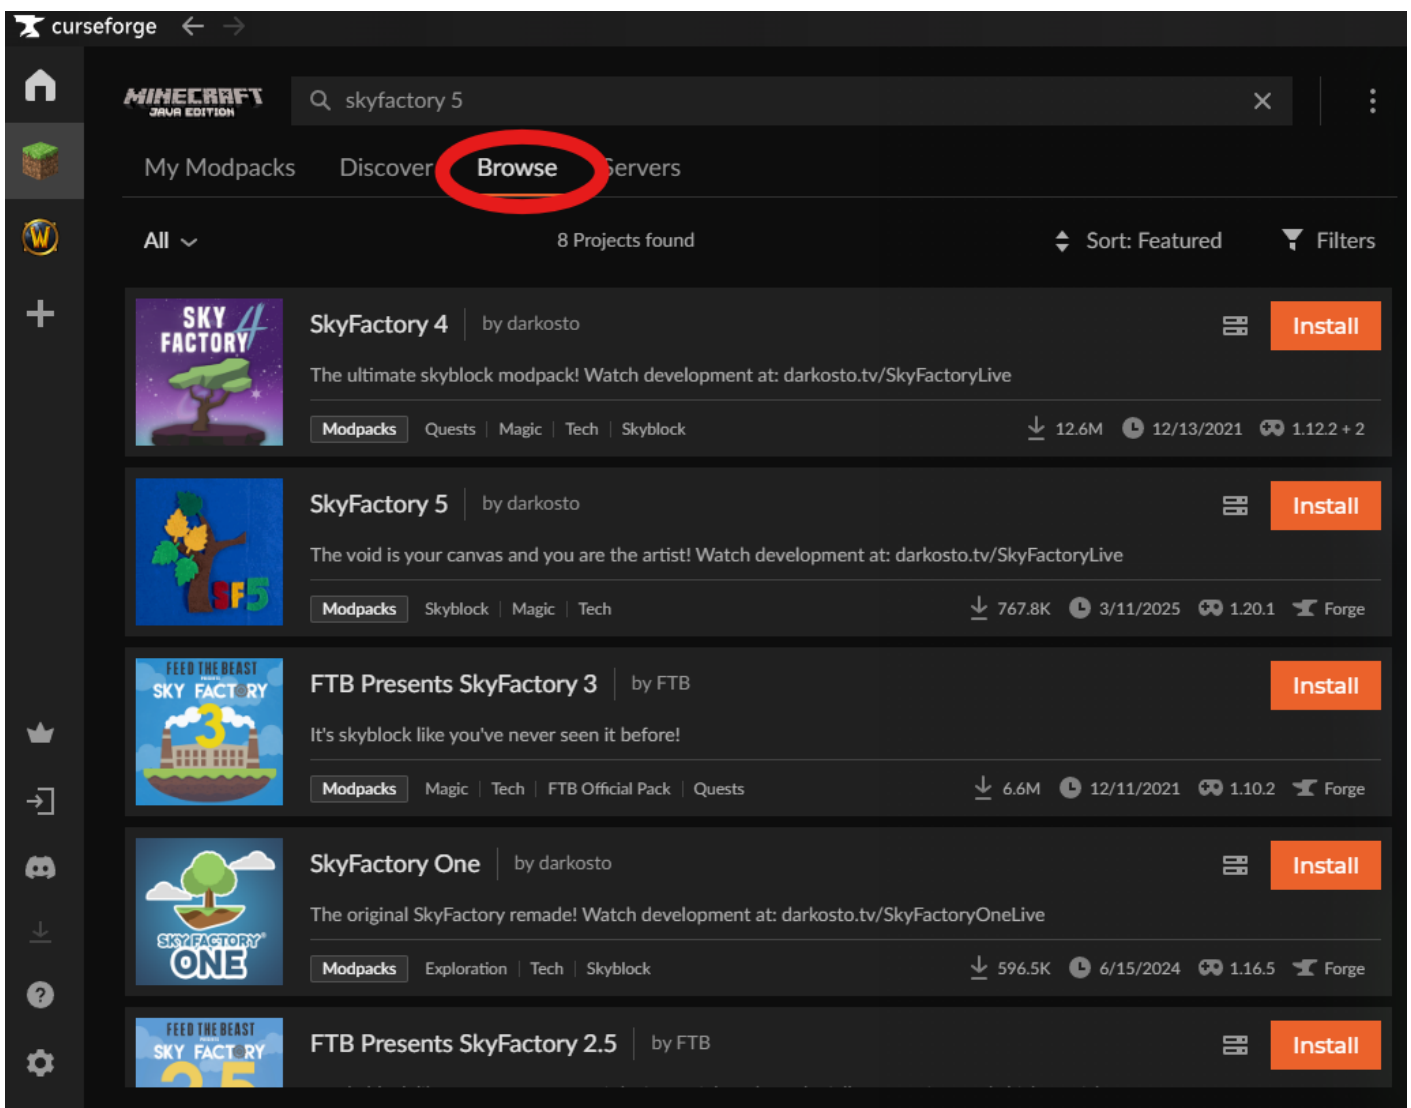 curseforge
MINECRAFT
JAVA EDITION
skyfactory 5
My Modpacks Discover Browse Servers
All 8 Projects found Sort: Featured Filters
SKY
FACTORY 4
SkyFactory 4 by darkosto Install
The ultimate skyblock modpack! Watch development at: darkosto.tv/SkyFactoryLive
Modpacks Quests Magic Tech Skyblock 12.6M 12/13/2021 1.12.2 + 2
SF5
SkyFactory 5 by darkosto Install
The void is your canvas and you are the artist! Watch development at: darkosto.tv/SkyFactoryLive
Modpacks Skyblock Magic Tech 767.8K 3/11/2025 1.20.1 Forge
FEED THE BEAST
PRESENTS
SKY FACTORY
3
FTB Presents SkyFactory 3 by FTB Install
It's skyblock like you've never seen it before!
Modpacks Magic Tech FTB Official Pack Quests 6.6M 12/11/2021 1.10.2 Forge
SKY FACTORY
ONE
SkyFactory One by darkosto Install
The original SkyFactory remade! Watch development at: darkosto.tv/SkyFactoryOneLive
Modpacks Exploration Tech Skyblock 596.5K 6/15/2024 1.16.5 Forge
FEED THE BEAST
PRESENTS
SKY FACTORY
2.5
FTB Presents SkyFactory 2.5 by FTB Install